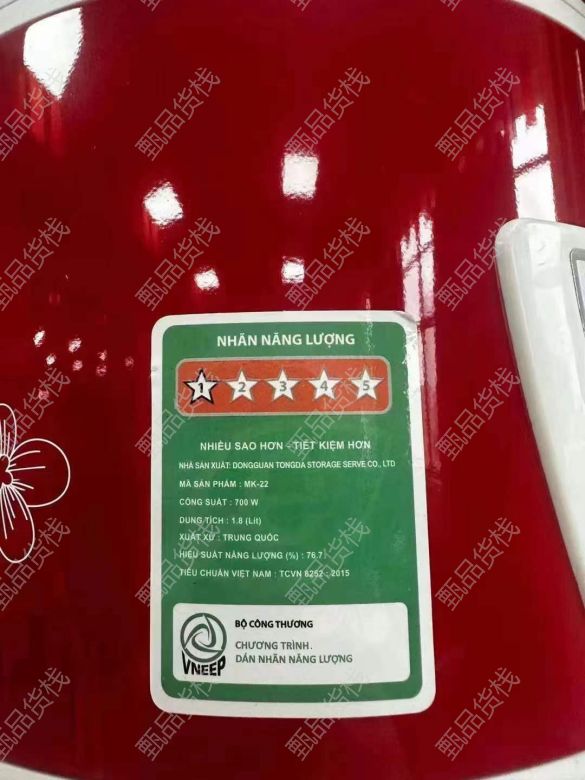 NHÃN NĂNG LƯỢNG
1 2 3 4 5
NHIỀU SAO HƠN - TIẾT KIỆM HƠN
NHÀ SẢN XUẤT: DONGGUAN TONGDA STORAGE SERVE CO., LTD
MÃ SẢN PHẨM : MK-22
CÔNG SUẤT : 700 W
DUNG TÍCH : 1.8 (Lít)
XUẤT XỨ : TRUNG QUỐC
HIỆU SUẤT NĂNG LƯỢNG (%) : 76.7
TIÊU CHUẨN VIỆT NAM : TCVN 8252 : 2015
BỘ CÔNG THƯƠNG
CHƯƠNG TRÌNH
DÁN NHÃN NĂNG LƯỢNG
VNEEP
甄品货栈